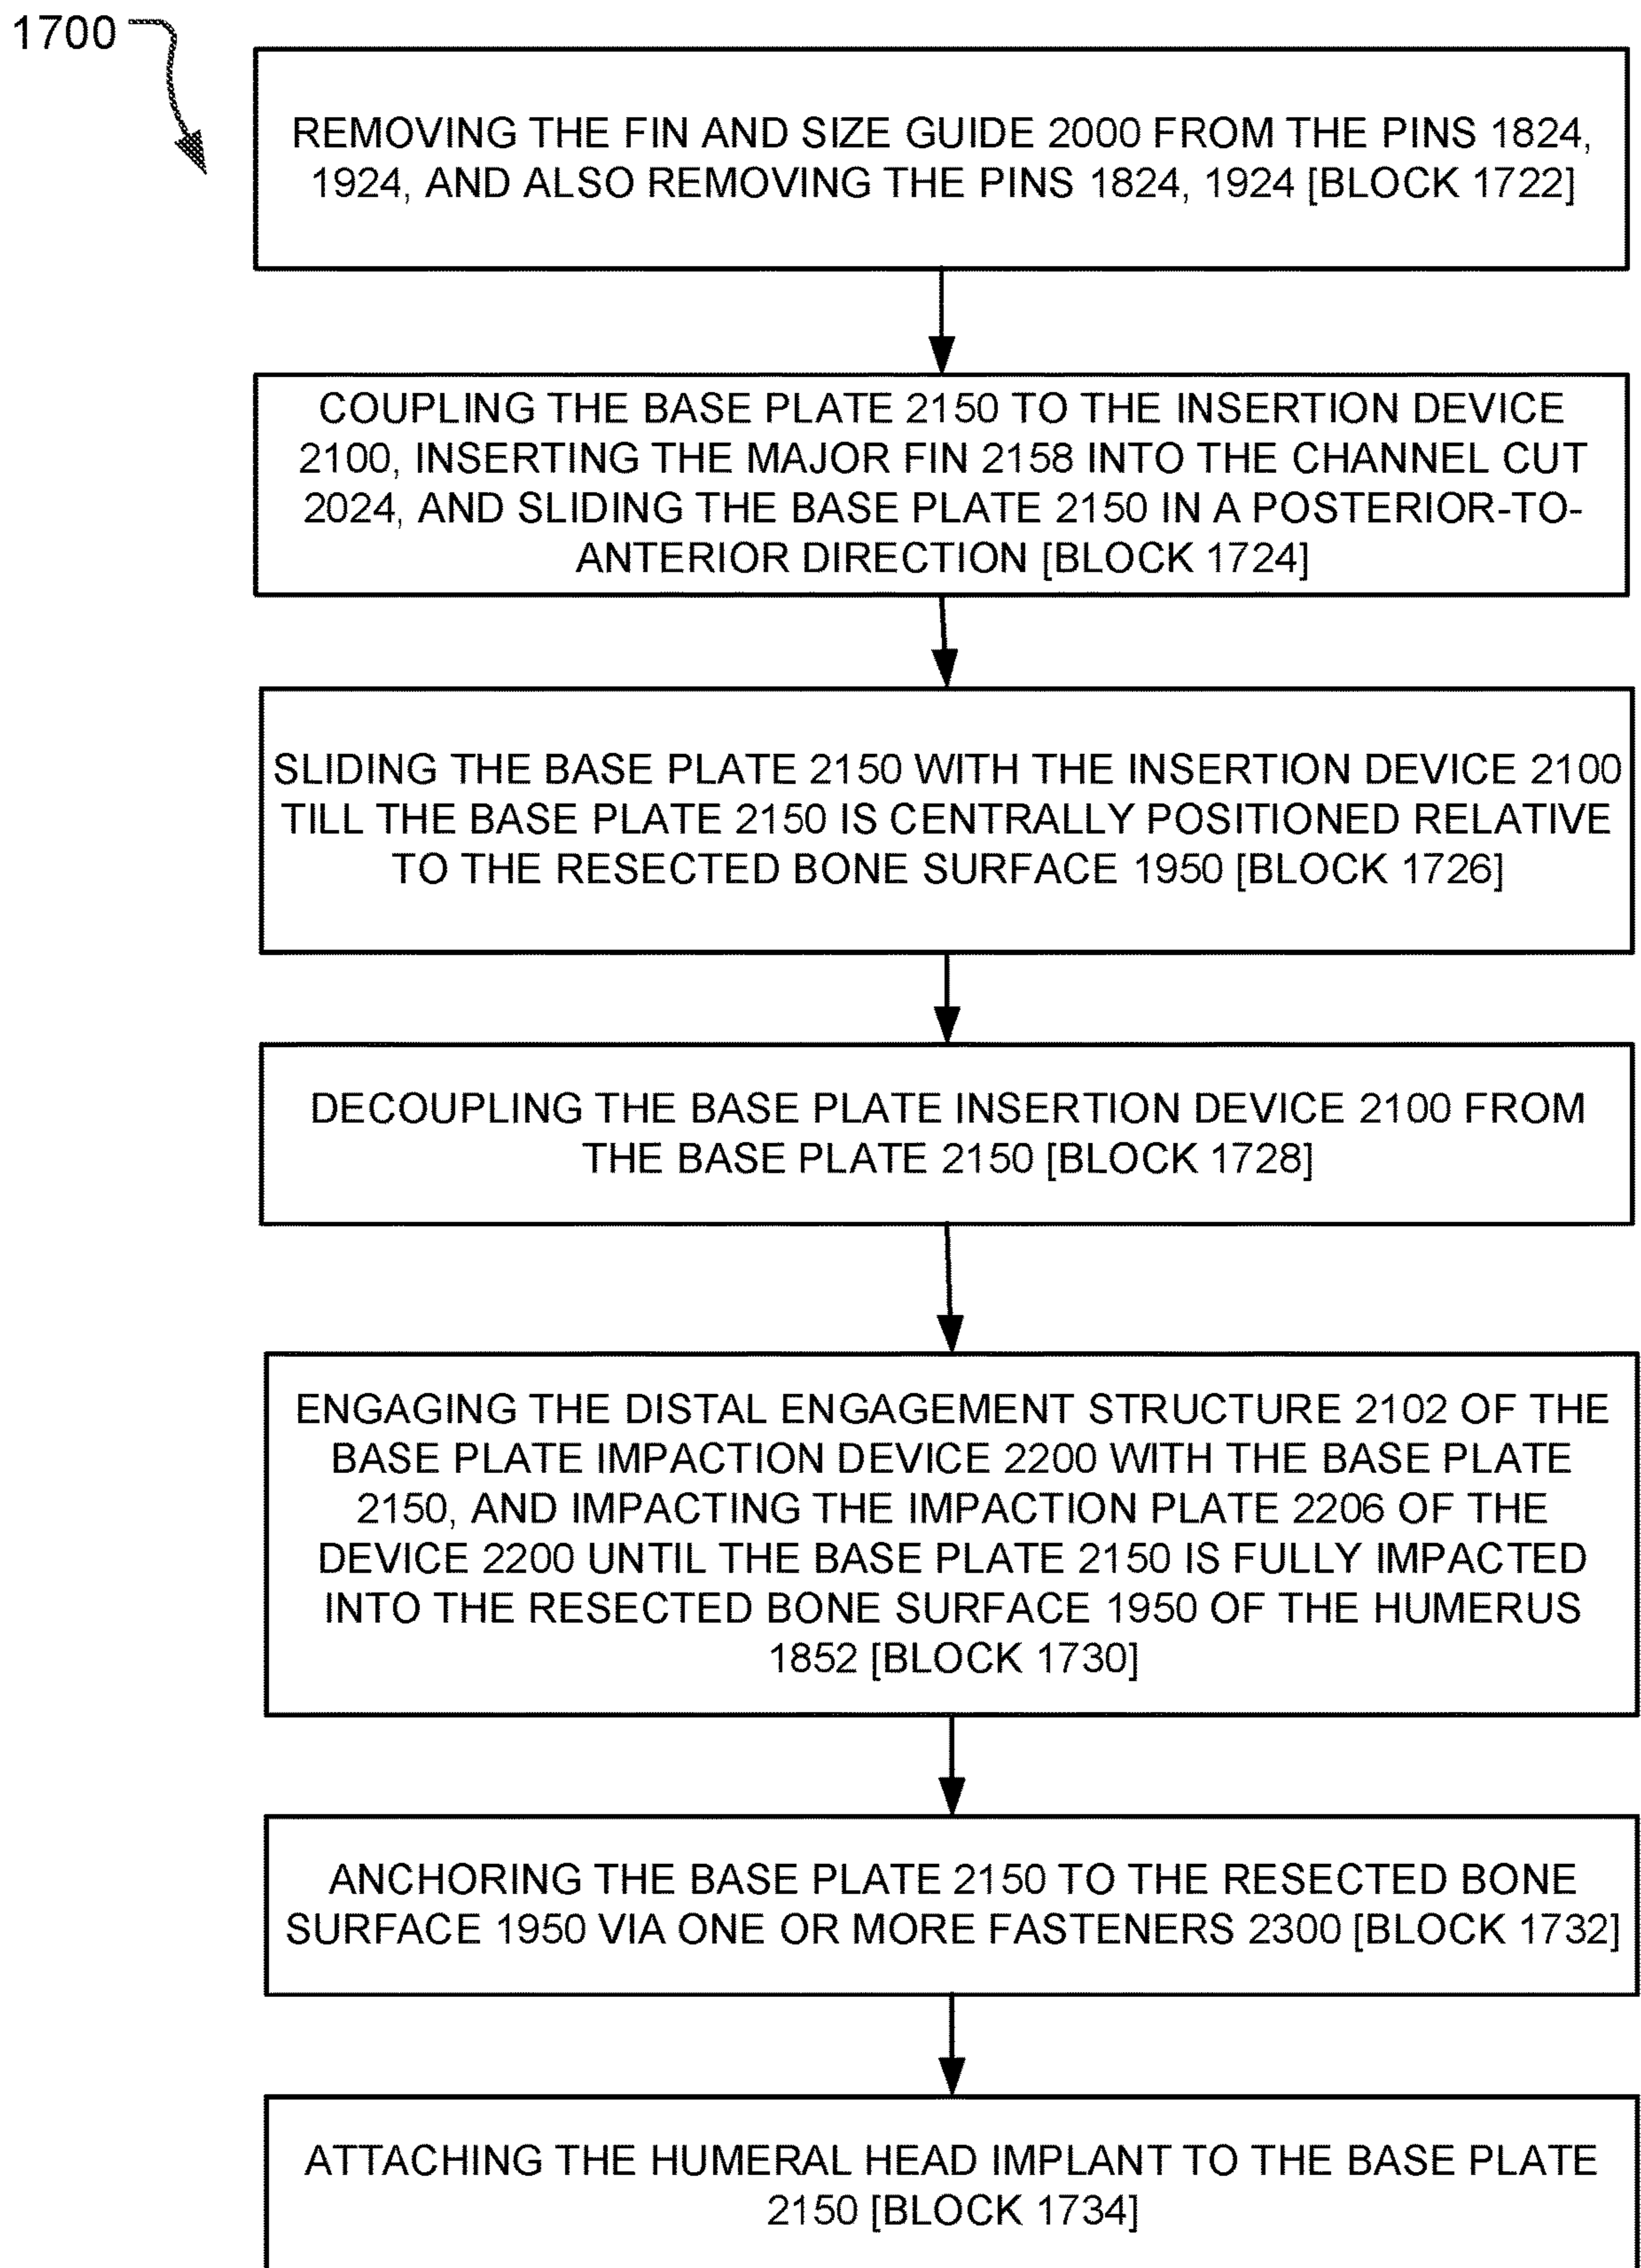 1700
REMOVING THE FIN AND SIZE GUIDE 2000 FROM THE PINS 1824,
1924, AND ALSO REMOVING THE PINS 1824, 1924 [BLOCK 1722]
COUPLING THE BASE PLATE 2150 TO THE INSERTION DEVICE
2100, INSERTING THE MAJOR FIN 2158 INTO THE CHANNEL CUT
2024, AND SLIDING THE BASE PLATE 2150 IN A POSTERIOR-TO-
ANTERIOR DIRECTION [BLOCK 1724]
SLIDING THE BASE PLATE 2150 WITH THE INSERTION DEVICE 2100
TILL THE BASE PLATE 2150 IS CENTRALLY POSITIONED RELATIVE
TO THE RESECTED BONE SURFACE 1950 [BLOCK 1726]
DECOUPLING THE BASE PLATE INSERTION DEVICE 2100 FROM
THE BASE PLATE 2150 [BLOCK 1728]
ENGAGING THE DISTAL ENGAGEMENT STRUCTURE 2102 OF THE
BASE PLATE IMPACTION DEVICE 2200 WITH THE BASE PLATE
2150, AND IMPACTING THE IMPACTION PLATE 2206 OF THE
DEVICE 2200 UNTIL THE BASE PLATE 2150 IS FULLY IMPACTED
INTO THE RESECTED BONE SURFACE 1950 OF THE HUMERUS
1852 [BLOCK 1730]
ANCHORING THE BASE PLATE 2150 TO THE RESECTED BONE
SURFACE 1950 VIA ONE OR MORE FASTENERS 2300 [BLOCK 1732]
ATTACHING THE HUMERAL HEAD IMPLANT TO THE BASE PLATE
2150 [BLOCK 1734]